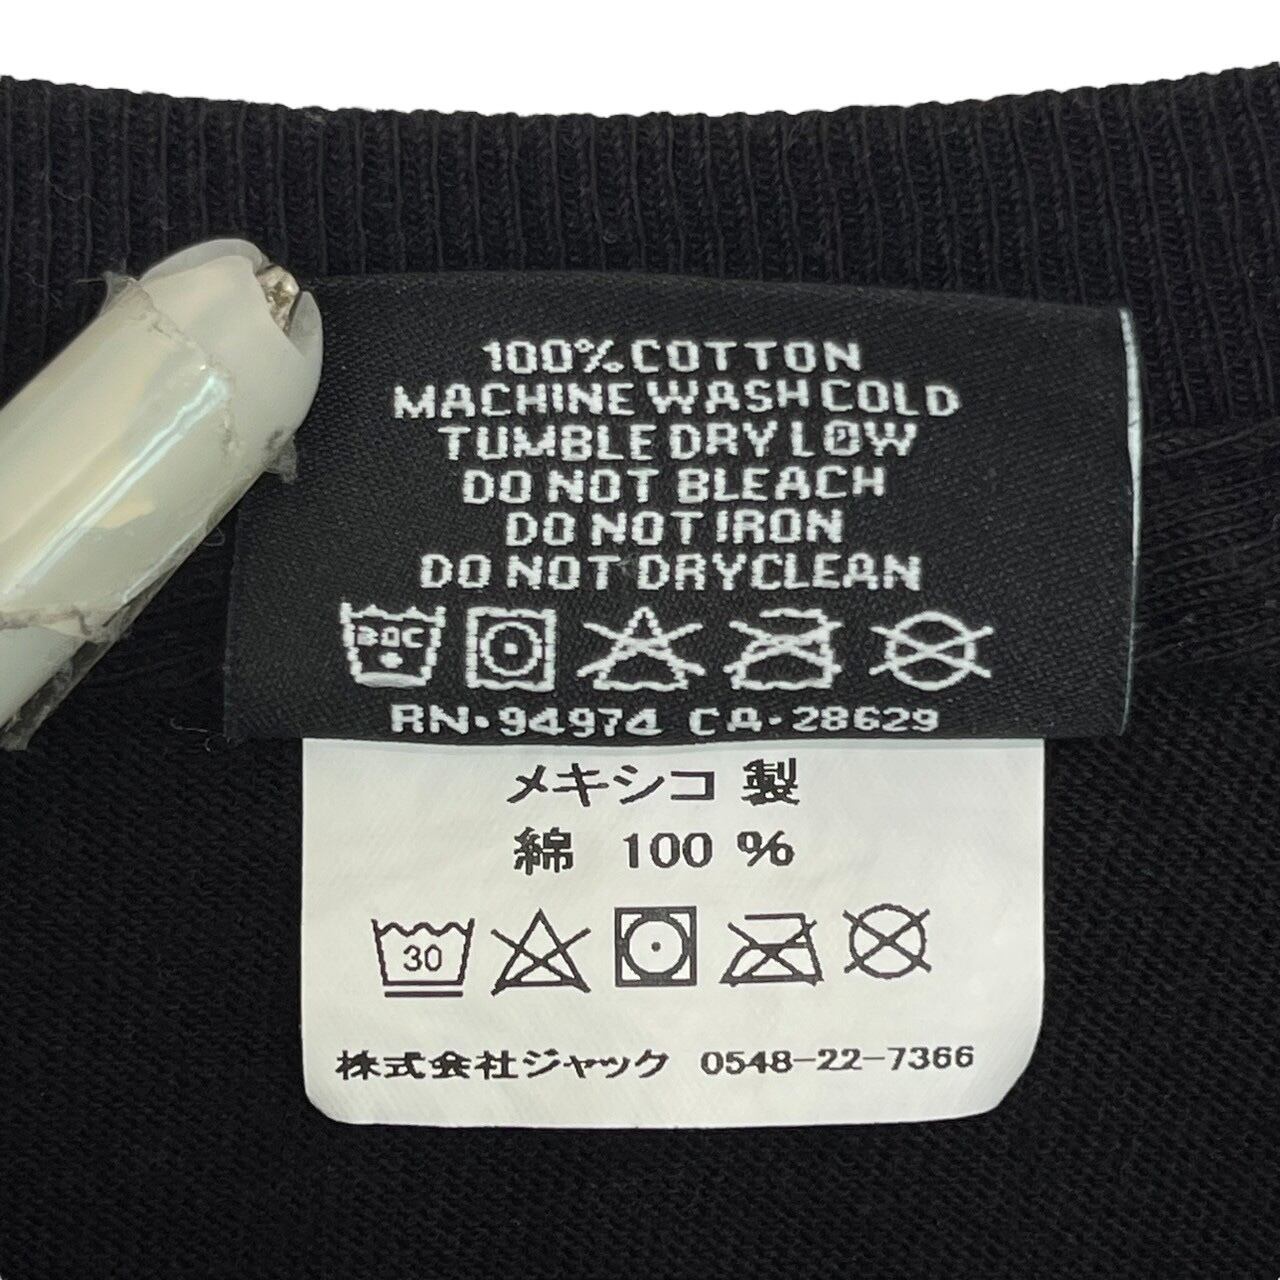 100% COTTON
MACHINE WASH COLD
TUMBLE DRY LOW
DO NOT BLEACH
DO NOT IRON
DO NOT DRYCLEAN
30C
RN·94974 CA·28629
メキシコ 製
綿 100 %
30
株式会社ジャック 0548-22-7366